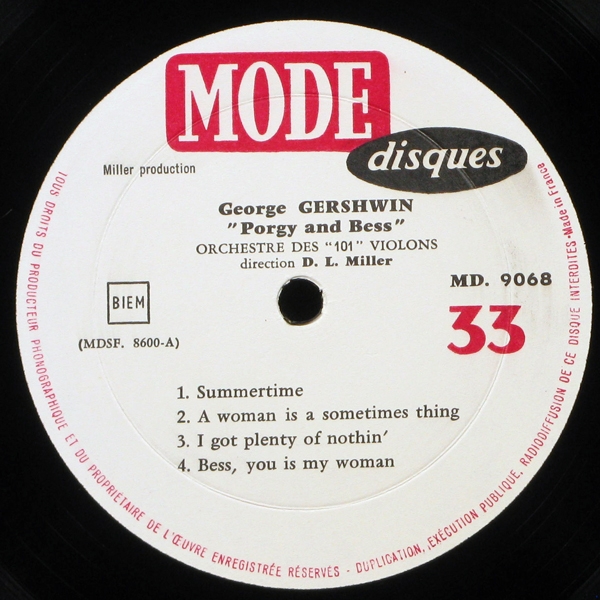 MODE
disques
Miller production
George GERSHWIN
"Porgy and Bess"
ORCHESTRE DES "101" VIOLONS
direction D. L. Miller
BIEM
MD. 9068
33
(MDSF. 8600-A)
1. Summertime
2. A woman is a sometimes thing
3. I got plenty of nothin'
4. Bess, you is my woman
TOUS DROITS DU PRODUCTEUR PHONOGRAPHIQUE ET DU PROPRIÉTAIRE DE L'ŒUVRE ENREGISTRÉE RÉSERVÉS - DUPLICATION, EXÉCUTION PUBLIQUE, RADIODIFFUSION DE CE DISQUE INTERDITES • Made in France